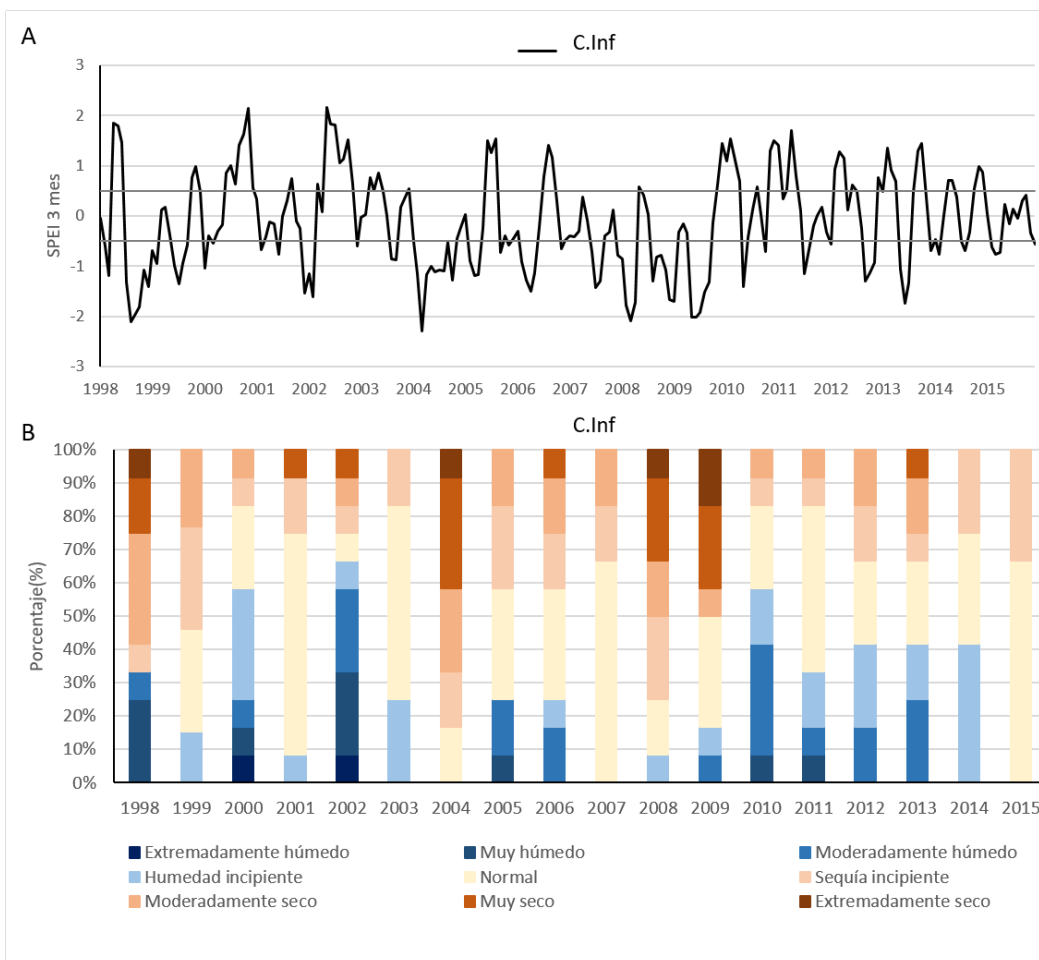 A
C.Inf
SPEI 3 mes
3
2
1
0
-1
-2
-3
1998 1999 2000 2001 2002 2003 2004 2005 2006 2007 2008 2009 2010 2011 2012 2013 2014 2015
B
C.Inf
Porcentaje(%)
100%
90%
80%
70%
60%
50%
40%
30%
20%
10%
0%
1998 1999 2000 2001 2002 2003 2004 2005 2006 2007 2008 2009 2010 2011 2012 2013 2014 2015
Extremadamente húmedo Muy húmedo Moderadamente húmedo
Humedad incipiente Normal Sequía incipiente
Moderadamente seco Muy seco Extremadamente seco